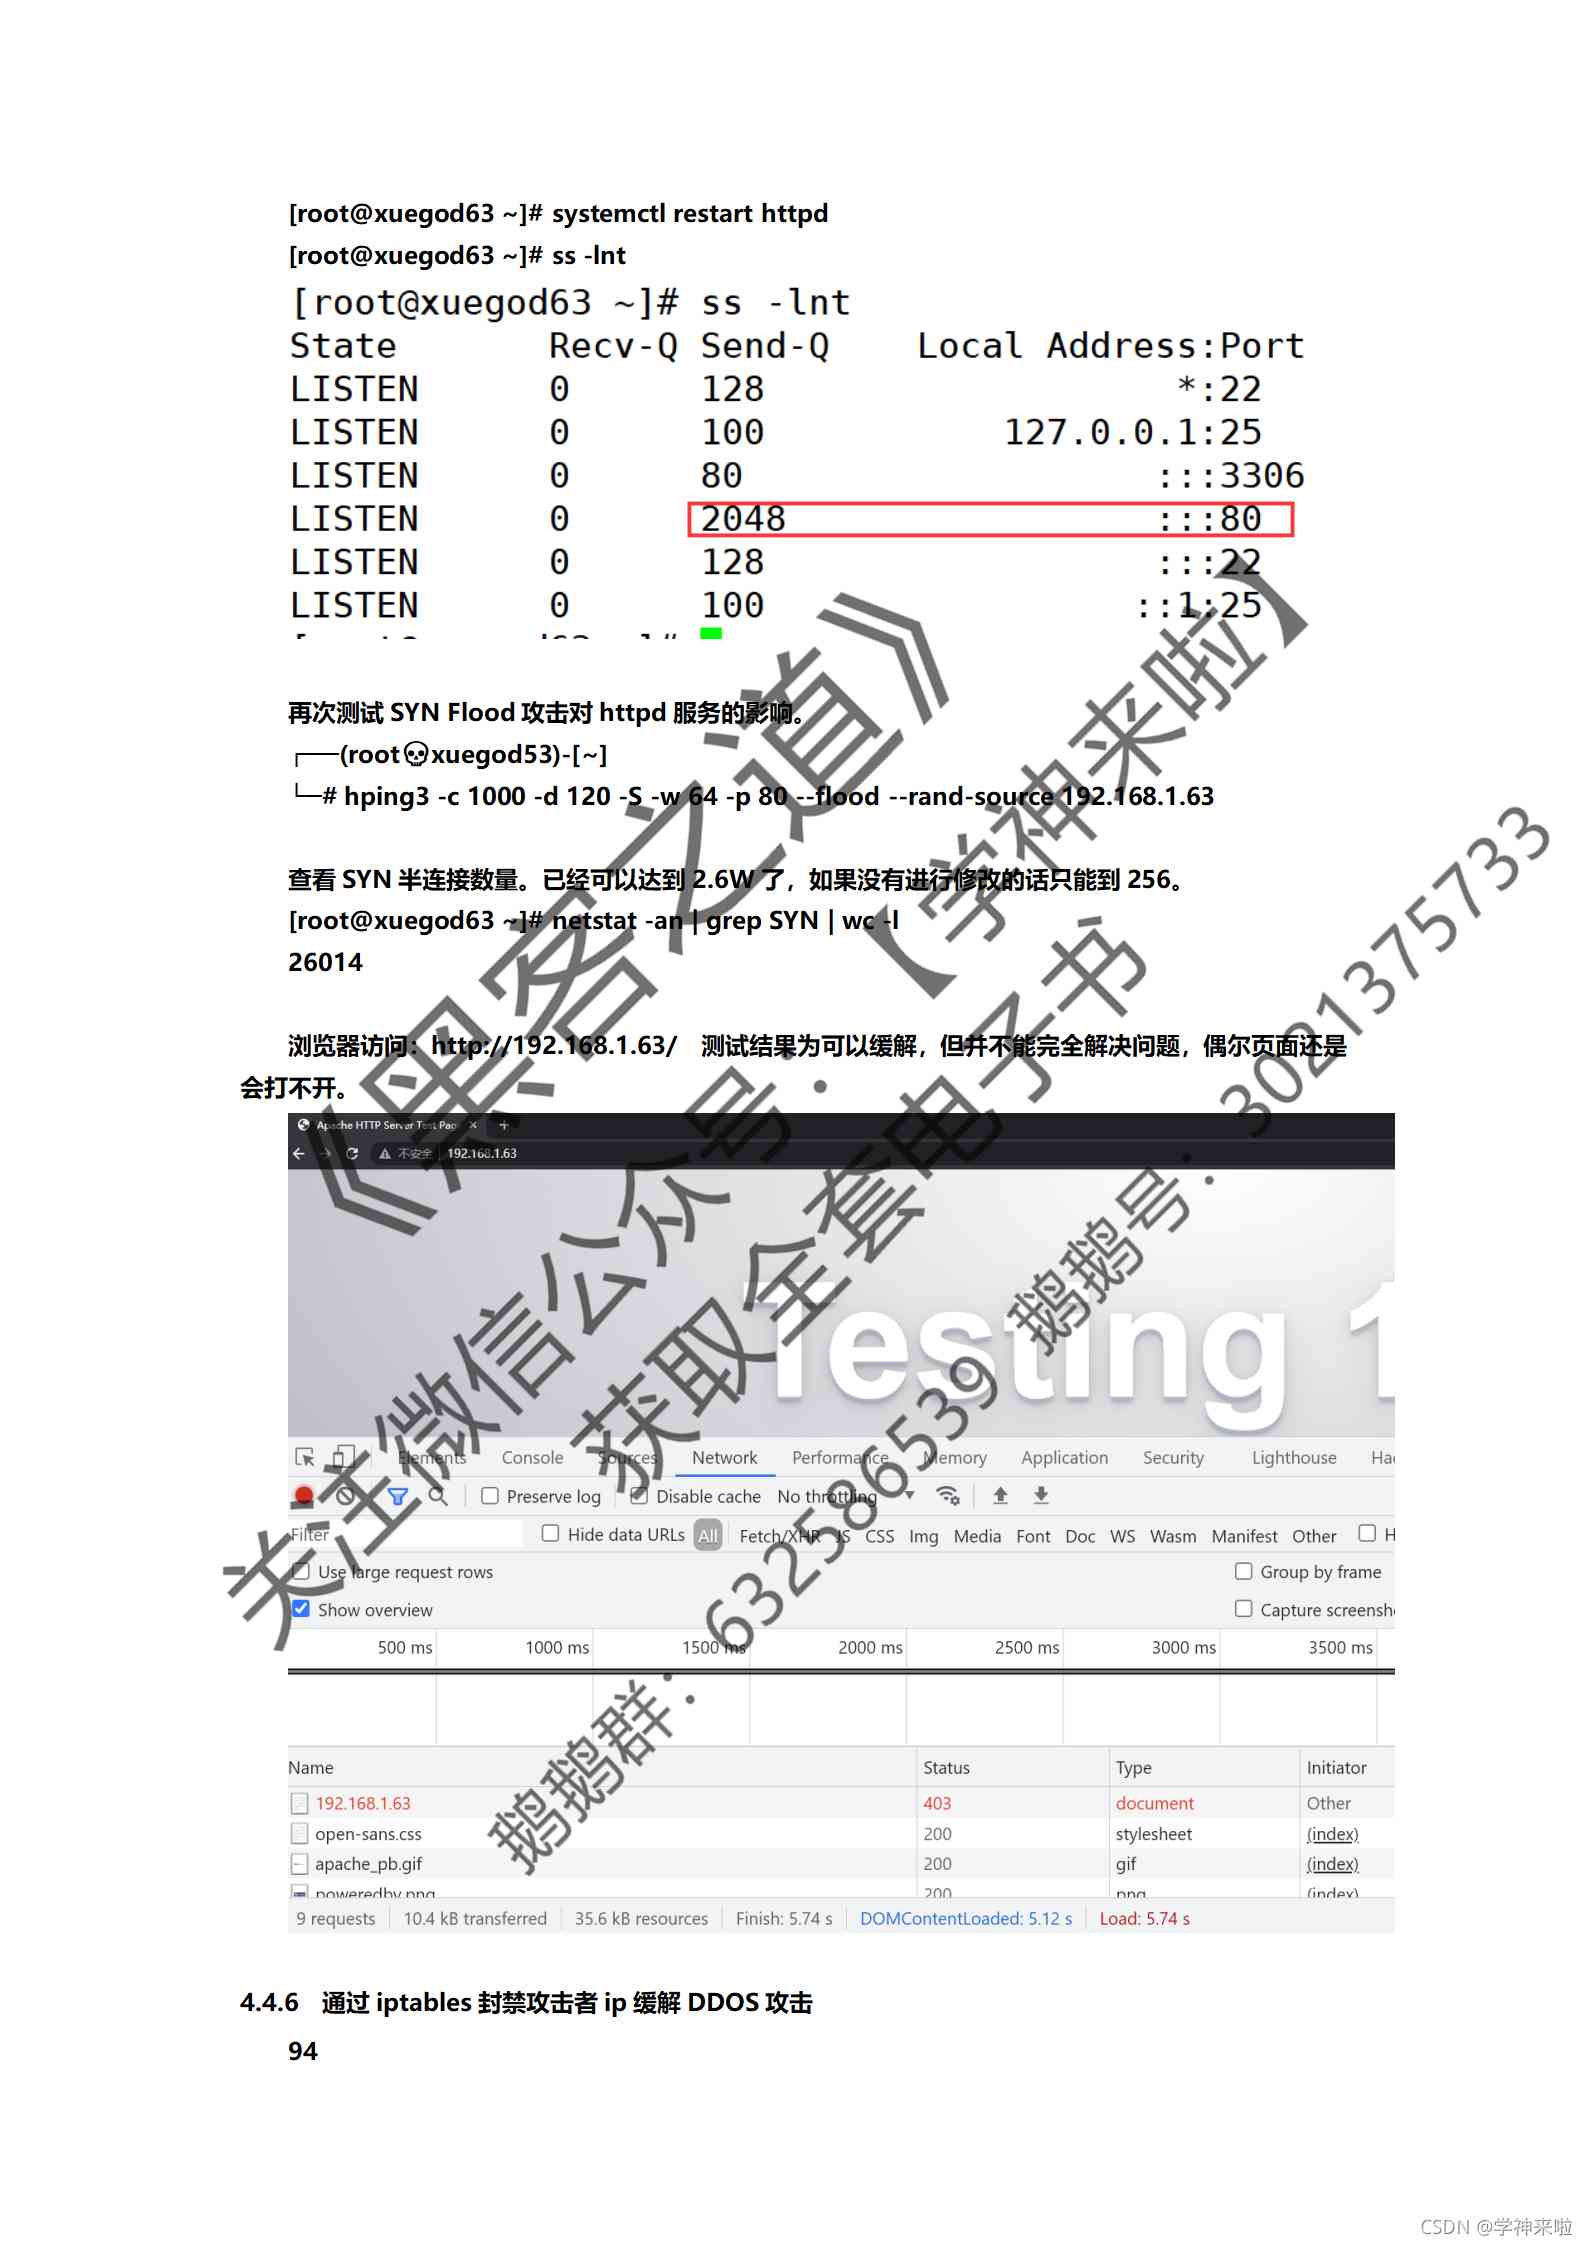 [root@xuegod63 ~]# systemctl restart httpd
[root@xuegod63 ~]# ss -lnt
[root@xuegod63 ~]# ss -lnt
State Recv-Q Send-Q Local Address:Port
LISTEN 0 128 *:22
LISTEN 0 100 127.0.0.1:25
LISTEN 0 80 :::3306
LISTEN 0 2048 :::80
LISTEN 0 128 :::22
LISTEN 0 100 ::1:25
再次测试 SYN Flood 攻击对 httpd 服务的影响。
┌──(root💀xuegod53)-[~]
└─# hping3 -c 1000 -d 120 -S -w 64 -p 80 --flood --rand-source 192.168.1.63
查看 SYN 半连接数量。已经可以达到 2.6W 了，如果没有进行修改的话只能到 256。
[root@xuegod63 ~]# netstat -an | grep SYN | wc -l
26014
浏览器访问：http://192.168.1.63/ 测试结果为可以缓解，但并不能完全解决问题，偶尔页面还是
会打不开。
Apache HTTP Server Test Pag
不安全 192.168.1.63
Testing 1
Elements Console Sources Network Performance Memory Application Security Lighthouse Hac
Preserve log Disable cache No throttling
Filter Hide data URLs All Fetch/XHR JS CSS Img Media Font Doc WS Wasm Manifest Other H
Use large request rows Group by frame
Show overview Capture screensho
500 ms 1000 ms 1500 ms 2000 ms 2500 ms 3000 ms 3500 ms
Name Status Type Initiator
192.168.1.63 403 document Other
open-sans.css 200 stylesheet (index)
apache_pb.gif 200 gif (index)
poweredby.png 200 png (index)
9 requests 10.4 kB transferred 35.6 kB resources Finish: 5.74 s DOMContentLoaded: 5.12 s Load: 5.74 s
4.4.6 通过 iptables 封禁攻击者 ip 缓解 DDOS 攻击
94
《黑客之道》
关注微信公众号：【学神来啦】
获取全套电子书
鹅鹅群：632586539 鹅鹅号：3021375733
CSDN @学神来啦